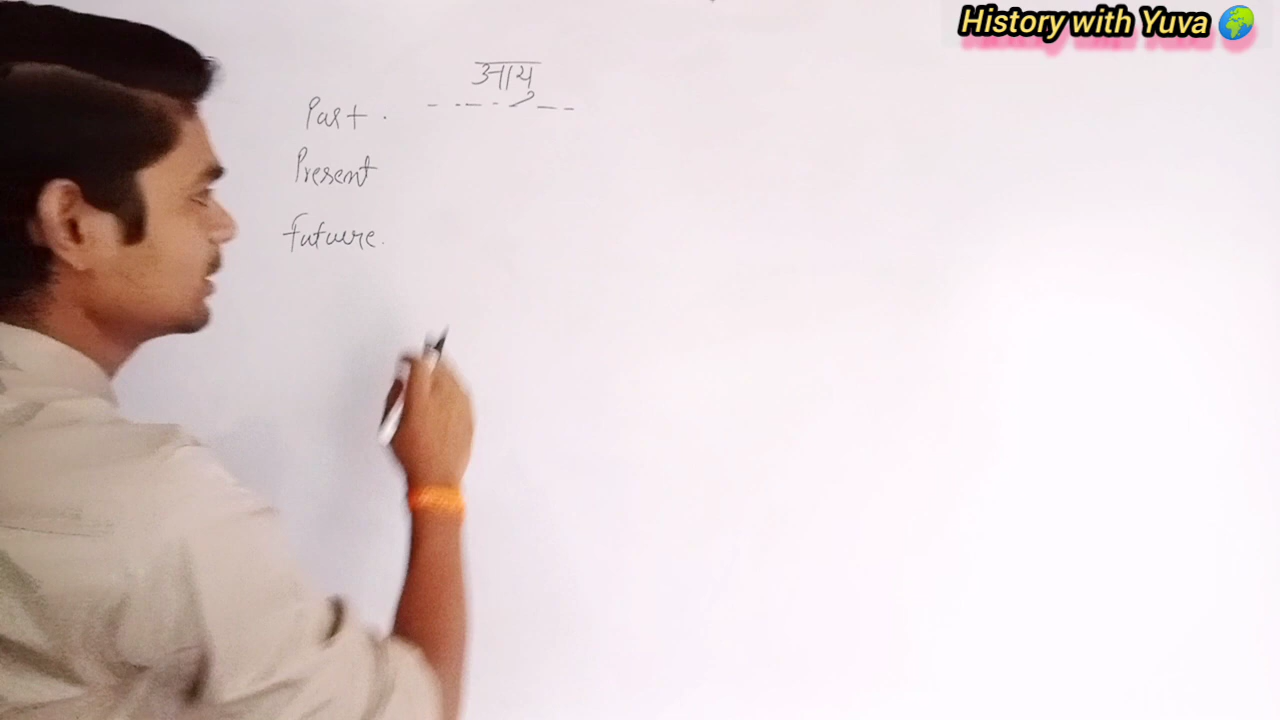 History with Yuva
आयु
Past.
Present
future.